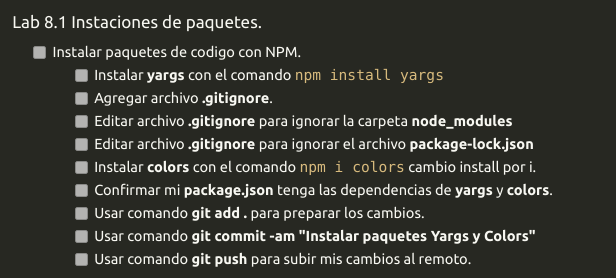 Lab 8.1 Instaciones de paquetes.
Instalar paquetes de codigo con NPM.
Instalar yargs con el comando npm install yargs
Agregar archivo .gitignore.
Editar archivo .gitignore para ignorar la carpeta node_modules
Editar archivo .gitignore para ignorar el archivo package-lock.json
Instalar colors con el comando npm i colors cambio install por i.
Confirmar mi package.json tenga las dependencias de yargs y colors.
Usar comando git add . para preparar los cambios.
Usar comando git commit -am "Instalar paquetes Yargs y Colors"
Usar comando git push para subir mis cambios al remoto.